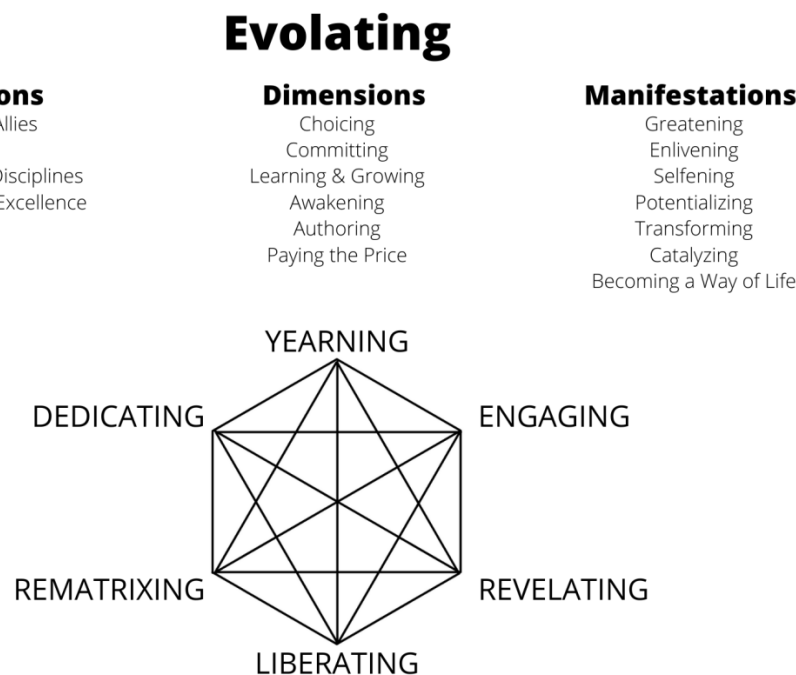 Evolating
ons
Allies
Disciplines
Excellence
Dimensions
Choicing
Committing
Learning & Growing
Awakening
Authoring
Paying the Price
Manifestations
Greatening
Enlivening
Selfening
Potentializing
Transforming
Catalyzing
Becoming a Way of Life
YEARNING
DEDICATING
ENGAGING
REMATRIXING
REVELATING
LIBERATING